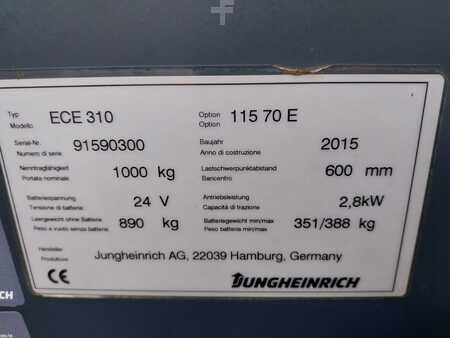 Typ ECE 310 Option 115 70 E
Modello Option
Serial-Nr. 91590300 Baujahr 2015
Numero di serie Anno di costruzione
Nenntragfähigkeit 1000 kg Lastschwerpunktabstand 600 mm
Portata nominale Baricentro
Batteriespannung 24 V Antriebsleistung 2,8kW
Tensione di batteria Capacità di trazione
Leergewicht ohne Batterie 890 kg Batteriegewicht min/max 351/388 kg
Peso a vuoto senza batteria Peso batteria min/max
Hersteller
Produttore Jungheinrich AG, 22039 Hamburg, Germany
CE JUNGHEINRICH